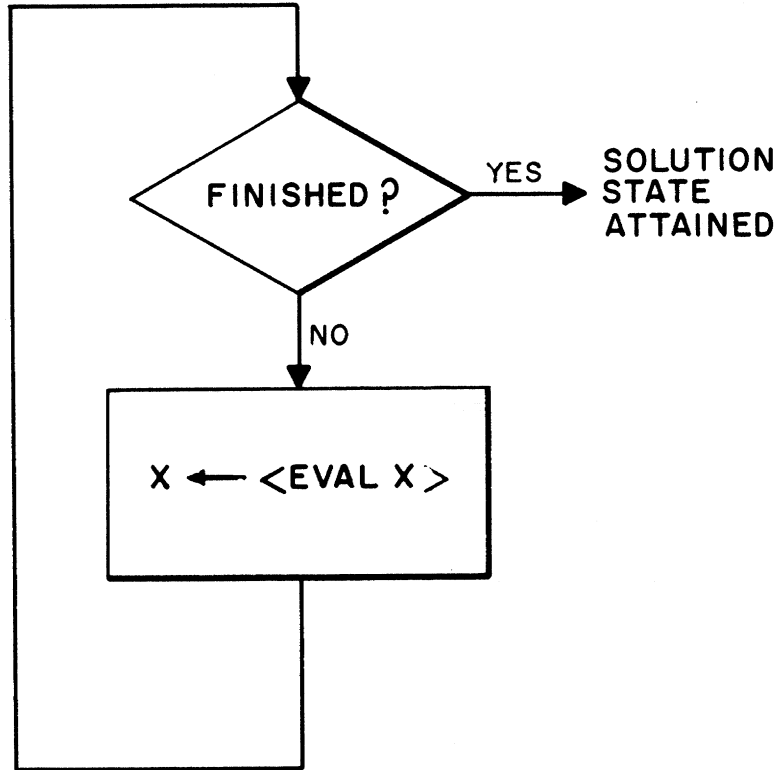 FINISHED ?
YES
SOLUTION
STATE
ATTAINED
NO
X ← <EVAL X>